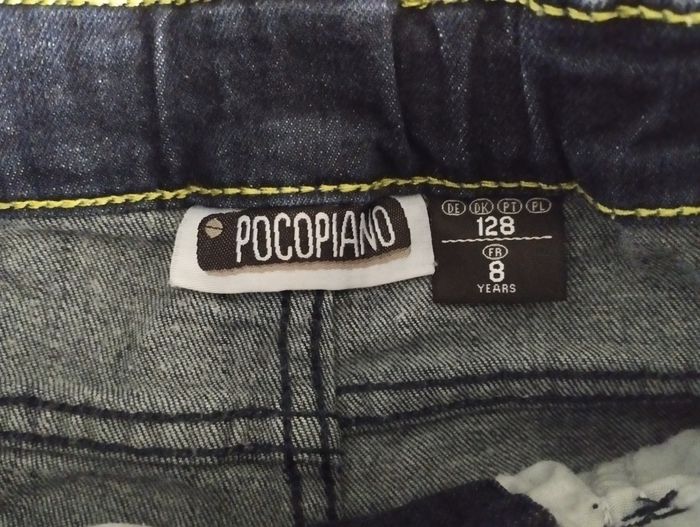 POCOPIANO
DE DK PT PL
128
FR
8
YEARS